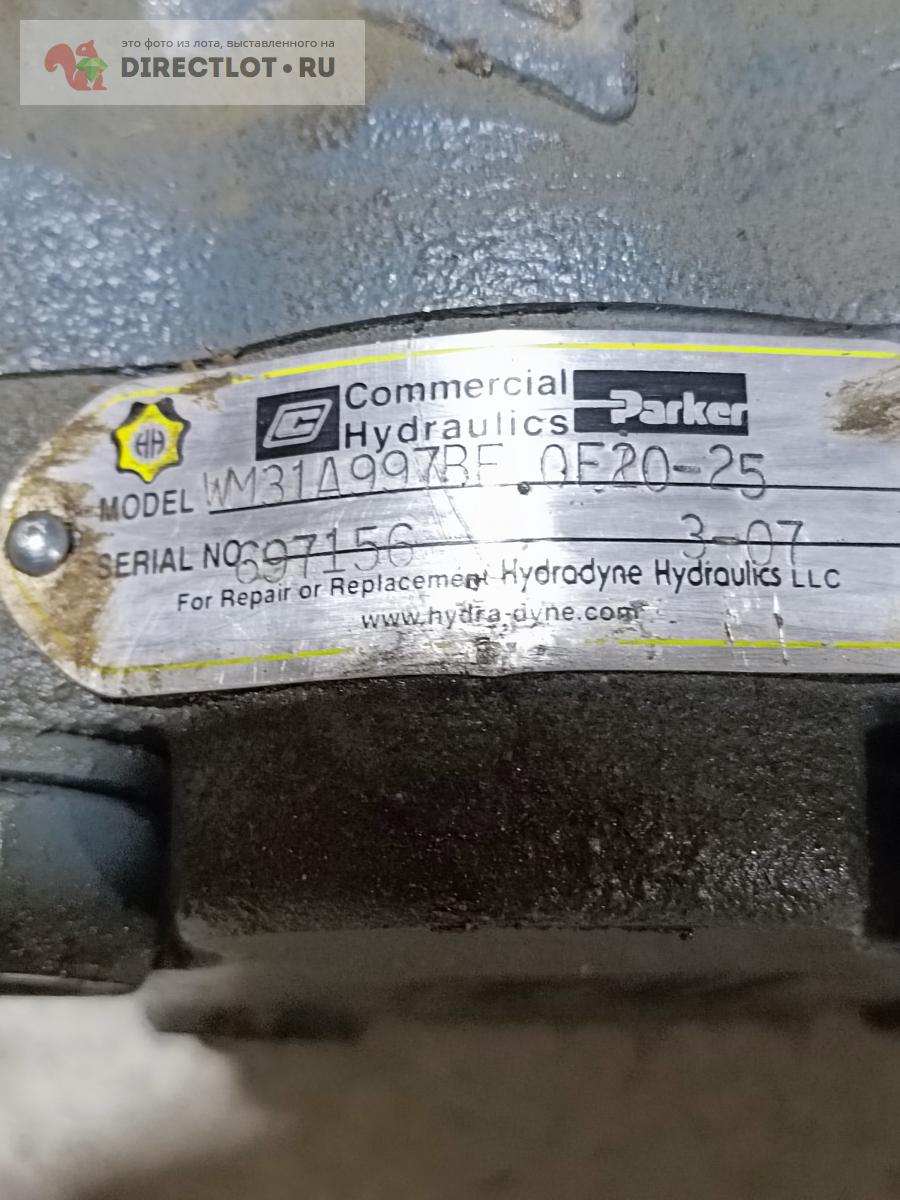 это фото из лота, выставленного на
DIRECTLOT•RU
HH
Commercial
Hydraulics
Parker
MODEL WM31A997BE.OE20-25
SERIAL NO. 697156 3-07
For Repair or Replacement Hydradyne Hydraulics LLC
www.hydra-dyne.com